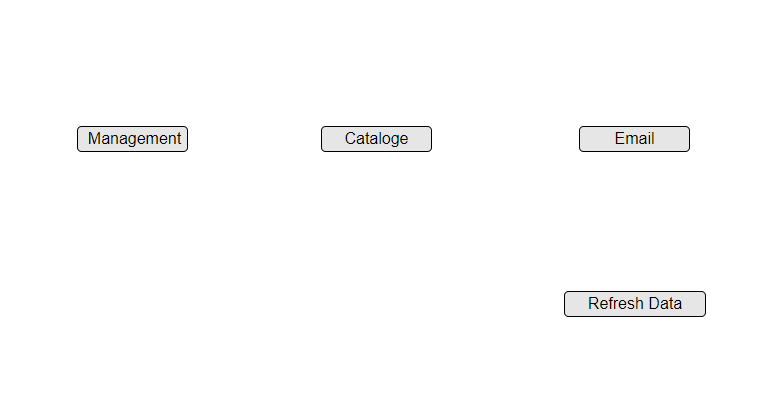 Management
Cataloge
Email
Refresh Data